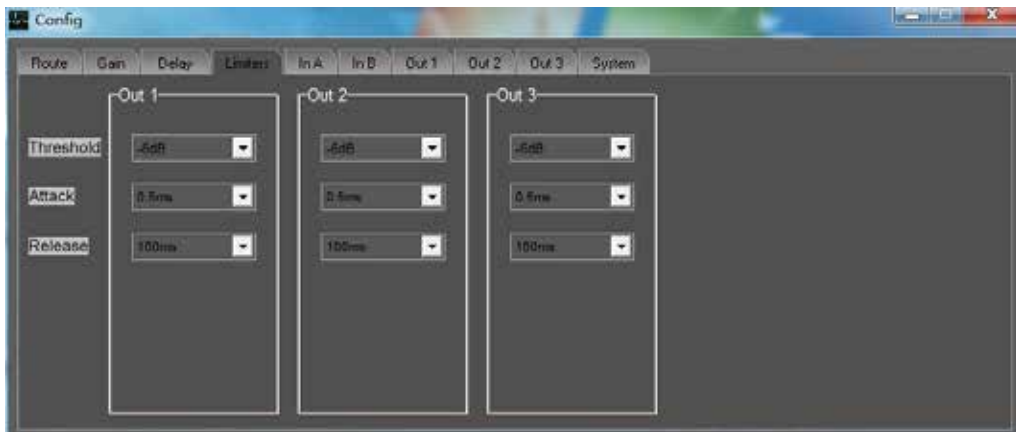 Config
Route Gain Delay Limiters In A In B Out 1 Out 2 Out 3 System
Out 1 Out 2 Out 3
Threshold -6dB -6dB -6dB
Attack 0.5ms 0.5ms 0.5ms
Release 100ms 100ms 100ms